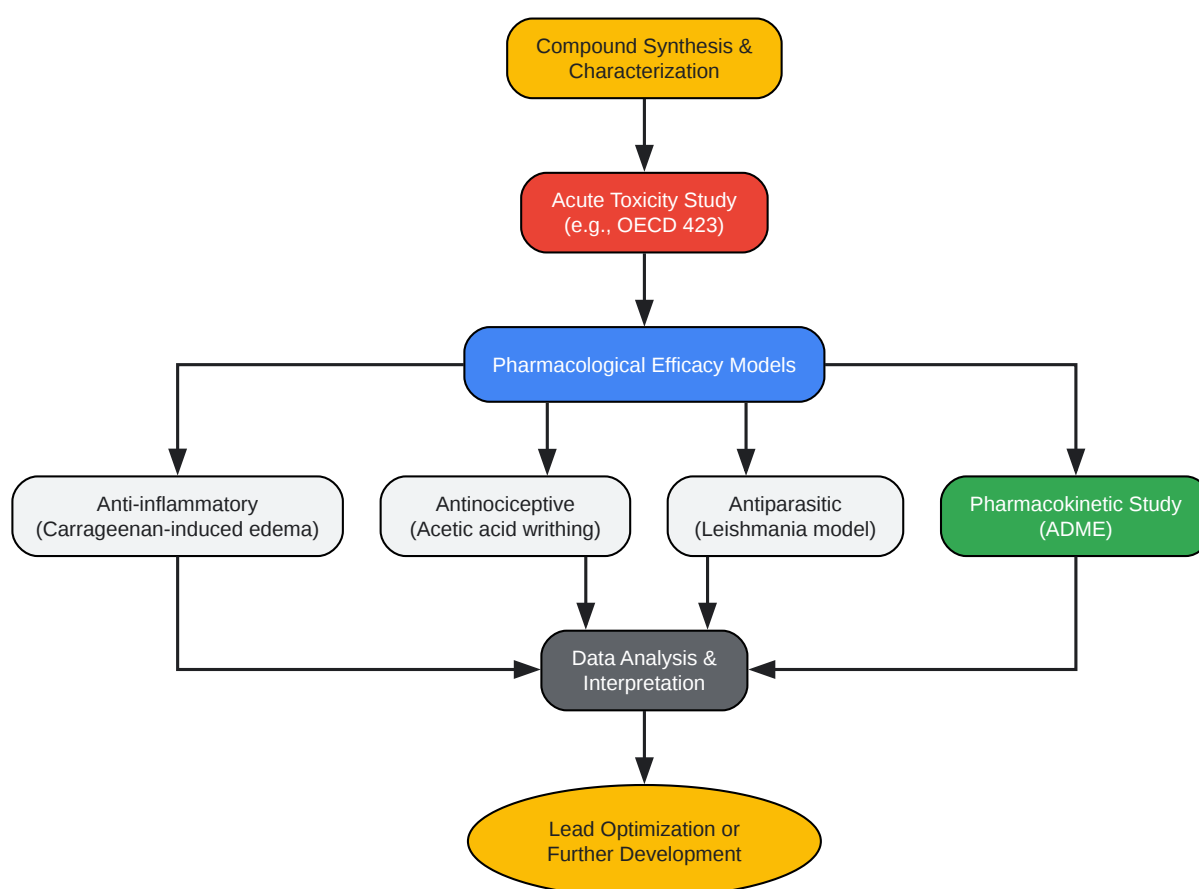 Compound Synthesis &
Characterization
Acute Toxicity Study
(e.g., OECD 423)
Pharmacological Efficacy Models
Anti-inflammatory
(Carrageenan-induced edema)
Antinociceptive
(Acetic acid writhing)
Antiparasitic
(Leishmania model)
Pharmacokinetic Study
(ADME)
Data Analysis &
Interpretation
Lead Optimization or
Further Development